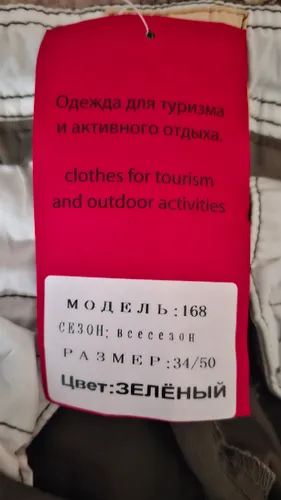 Одежда для туризма
и активного отдыха.
clothes for tourism
and outdoor activities
МОДЕЛЬ:168
СЕЗОН: всесезон
РАЗМЕР:34/50
Цвет:ЗЕЛЁНЫЙ